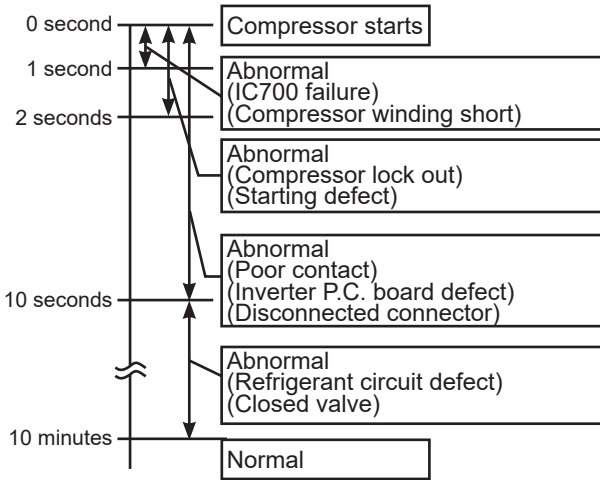 0 second
Compressor starts
1 second
Abnormal
(IC700 failure)
(Compressor winding short)
2 seconds
Abnormal
(Compressor lock out)
(Starting defect)
Abnormal
(Poor contact)
(Inverter P.C. board defect)
(Disconnected connector)
10 seconds
Abnormal
(Refrigerant circuit defect)
(Closed valve)
10 minutes
Normal